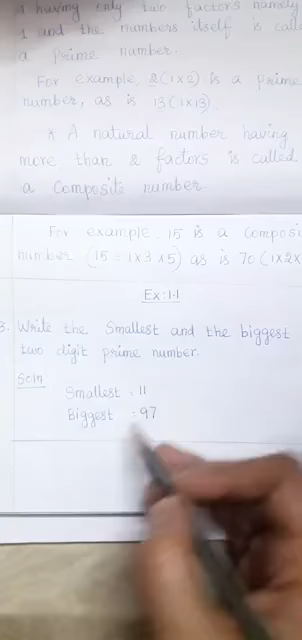 having only two factors namely
1 and the numbers itself is
a prime number.
For example, 2(1×2) is a prime
number, as is 13(1×13).
* A natural number having
more than 2 factors is called
a composite number.
For example, 15 is a composi
number (15 = 1×3×5) as is 70(1×2×
Ex:1.1
3. Write the Smallest and the biggest
two digit prime number.
Soln
Smallest = 11
Biggest = 97